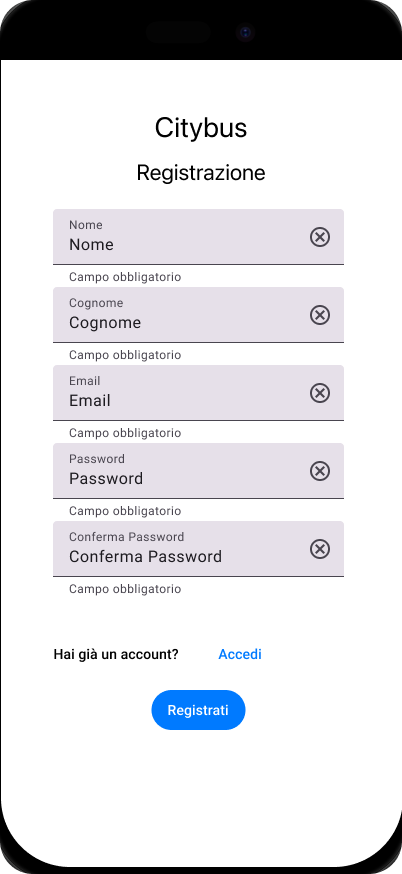 Citybus
Registrazione
Nome
Nome
Campo obbligatorio
Cognome
Cognome
Campo obbligatorio
Email
Email
Campo obbligatorio
Password
Password
Campo obbligatorio
Conferma Password
Conferma Password
Campo obbligatorio
Hai già un account? Accedi
Registrati